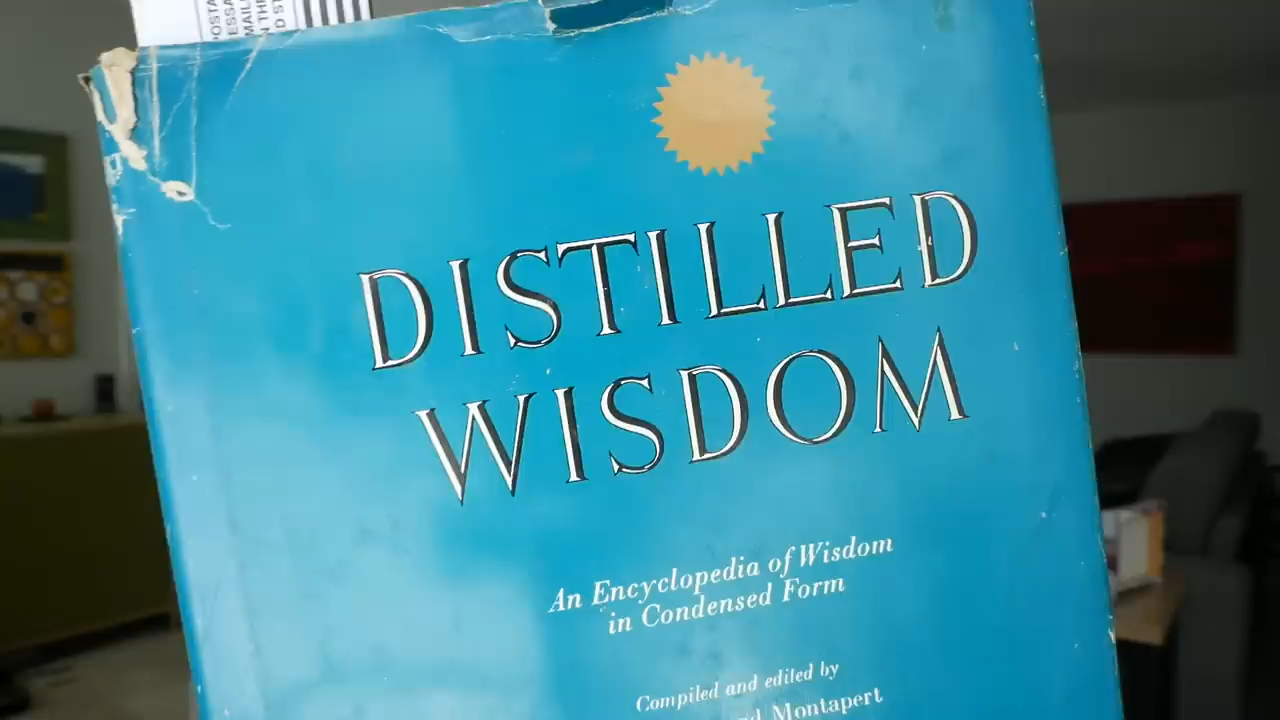 DISTILLED
WISDOM
An Encyclopedia of Wisdom
in Condensed Form
Compiled and edited by
Montapert